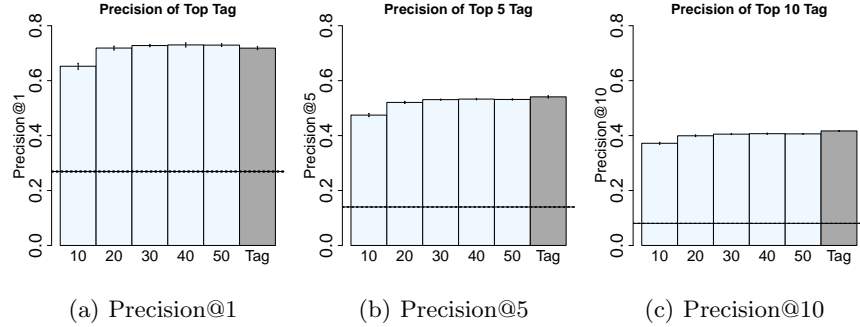 Precision of Top Tag
Precision@1
0.0 0.2 0.4 0.6 0.8
10 20 30 40 50 Tag
(a) Precision@1
Precision of Top 5 Tag
Precision@5
0.0 0.2 0.4 0.6 0.8
10 20 30 40 50 Tag
(b) Precision@5
Precision of Top 10 Tag
Precision@10
0.0 0.2 0.4 0.6 0.8
10 20 30 40 50 Tag
(c) Precision@10